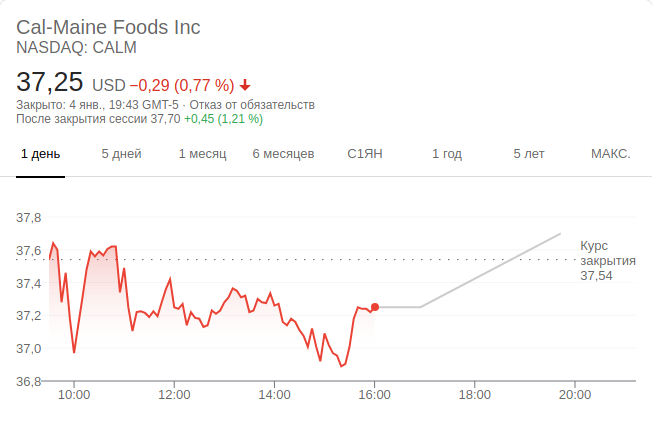 Cal-Maine Foods Inc
NASDAQ: CALM
37,25 USD −0,29 (0,77 %)
Закрыто: 4 янв., 19:43 GMT-5 · Отказ от обязательств
После закрытия сессии 37,70 +0,45 (1,21 %)
1 день 5 дней 1 месяц 6 месяцев С1ЯН 1 год 5 лет МАКС.
37,8
37,6
37,4
37,2
37,0
36,8
Курс
закрытия
37,54
10:00 12:00 14:00 16:00 18:00 20:00